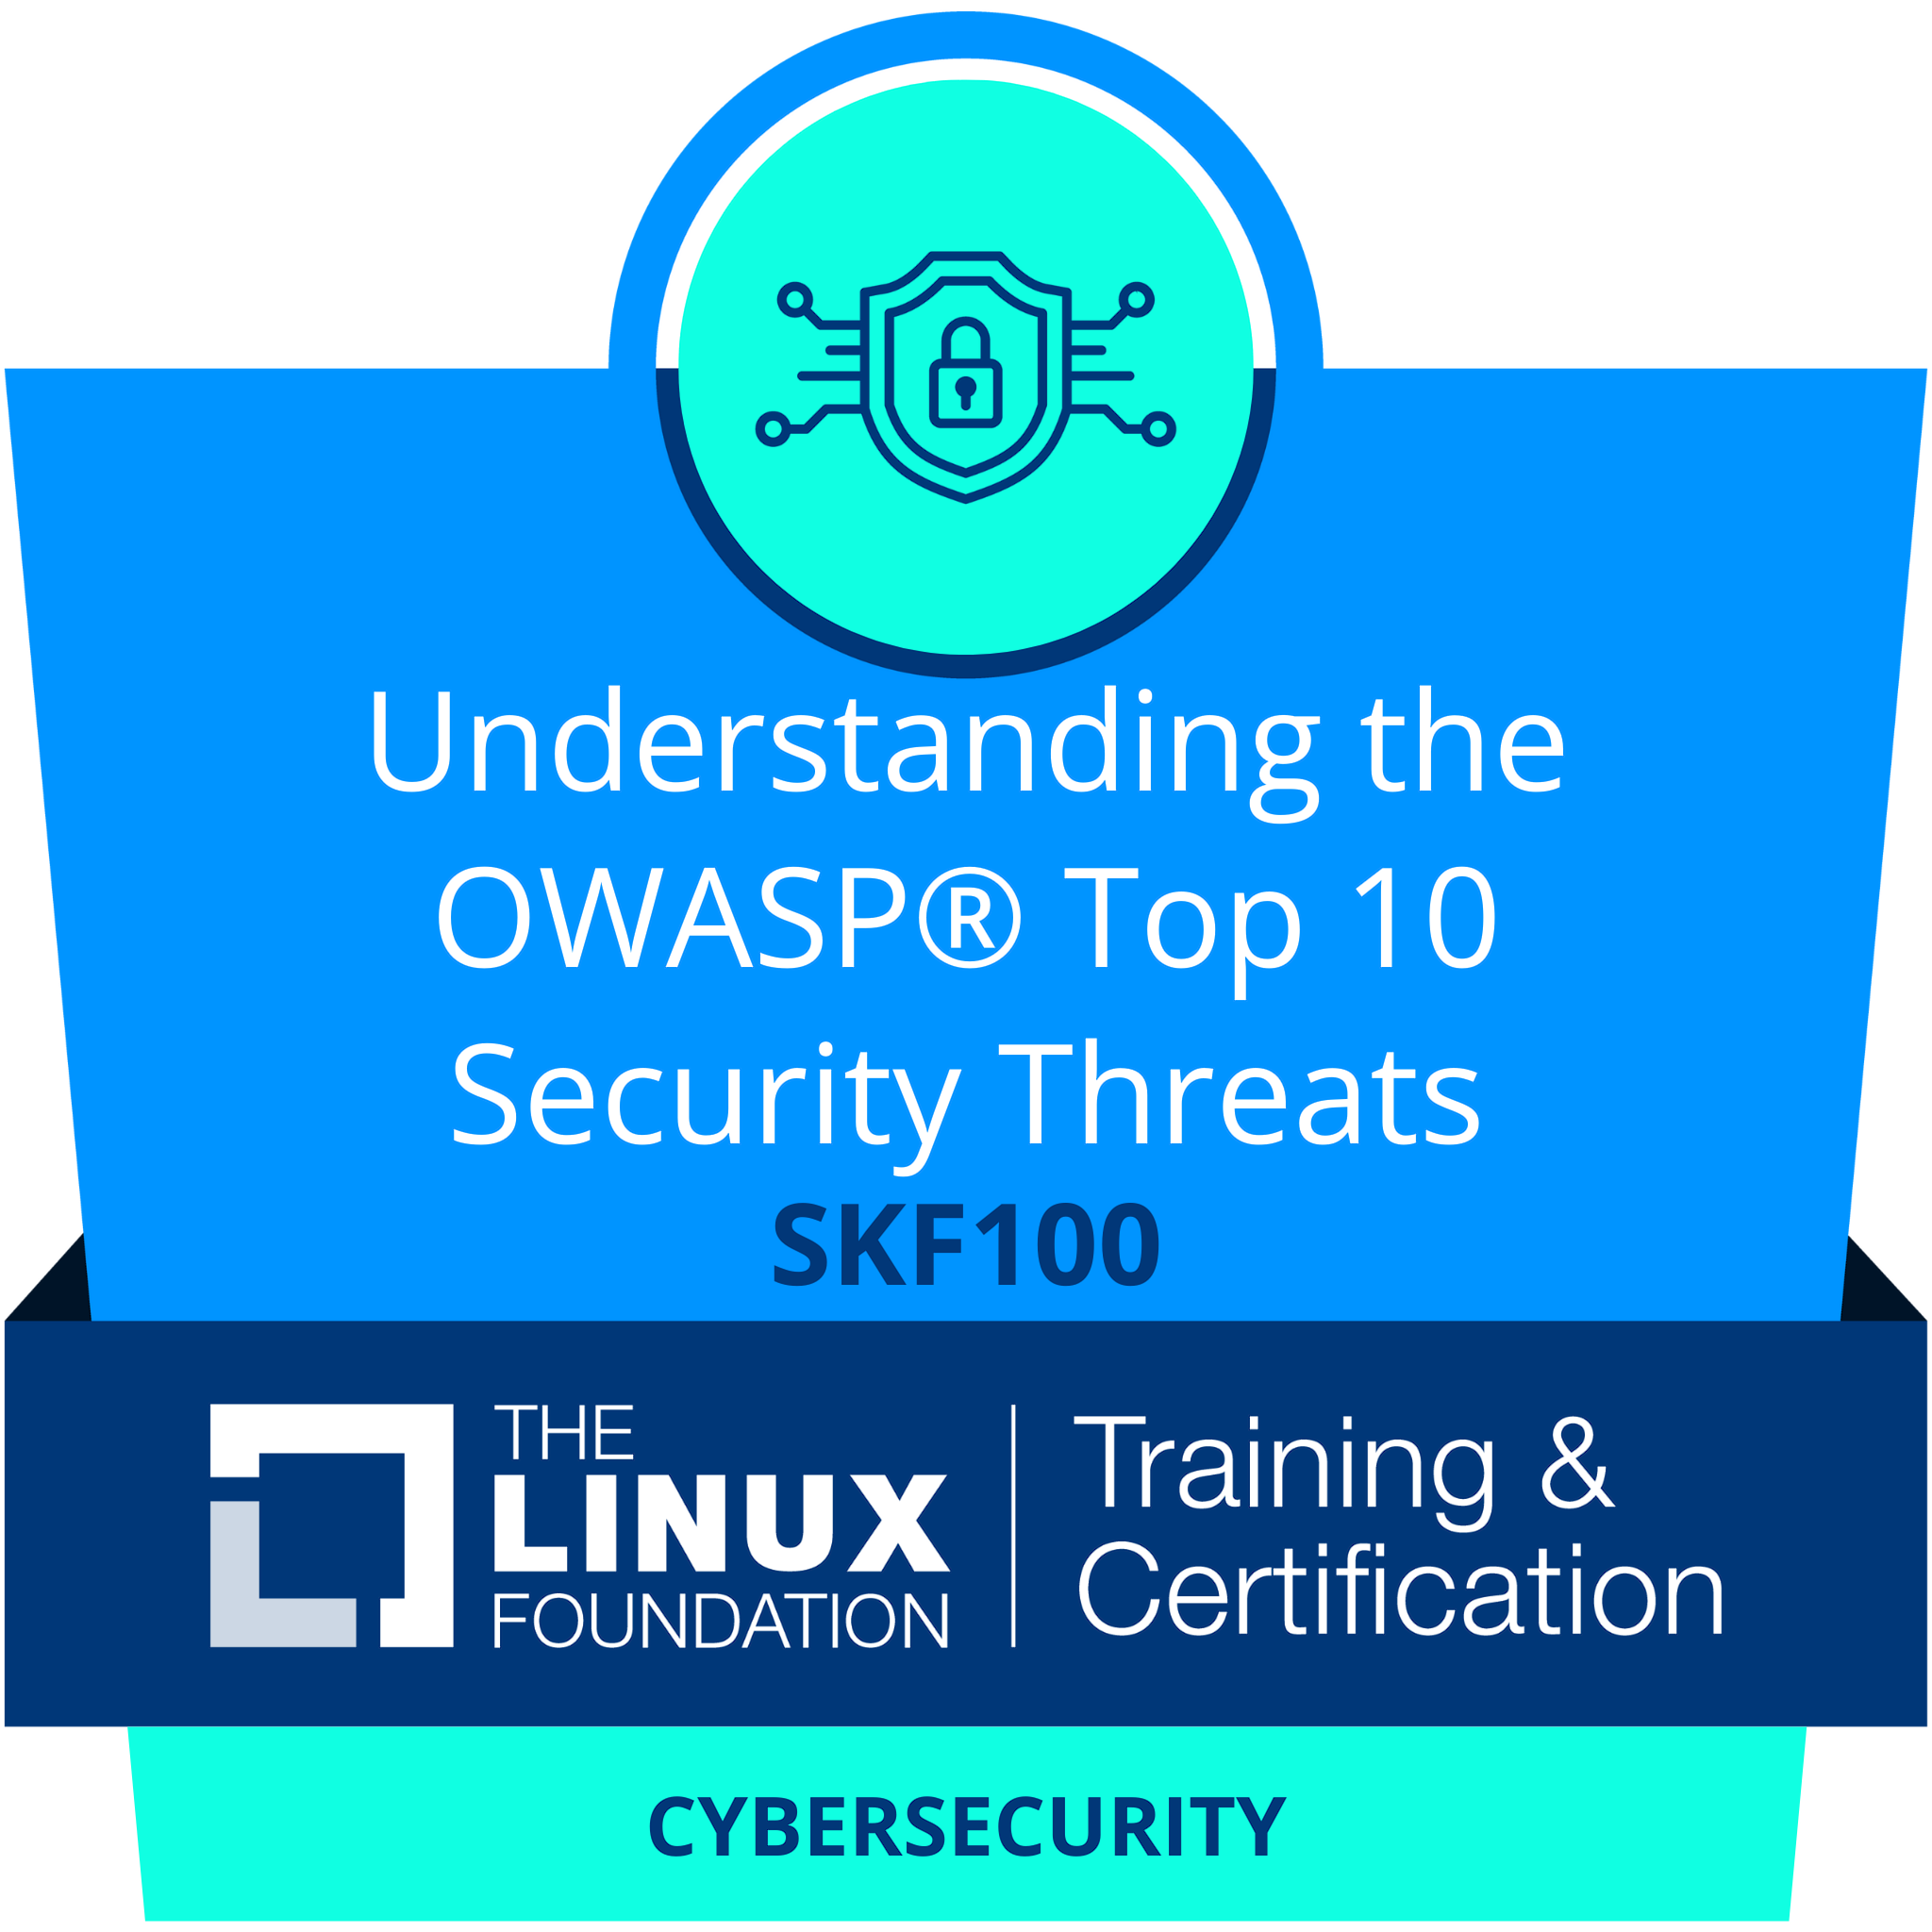 Understanding the
OWASP® Top 10
Security Threats
SKF100
THE
LINUX
FOUNDATION
Training &
Certification
CYBERSECURITY